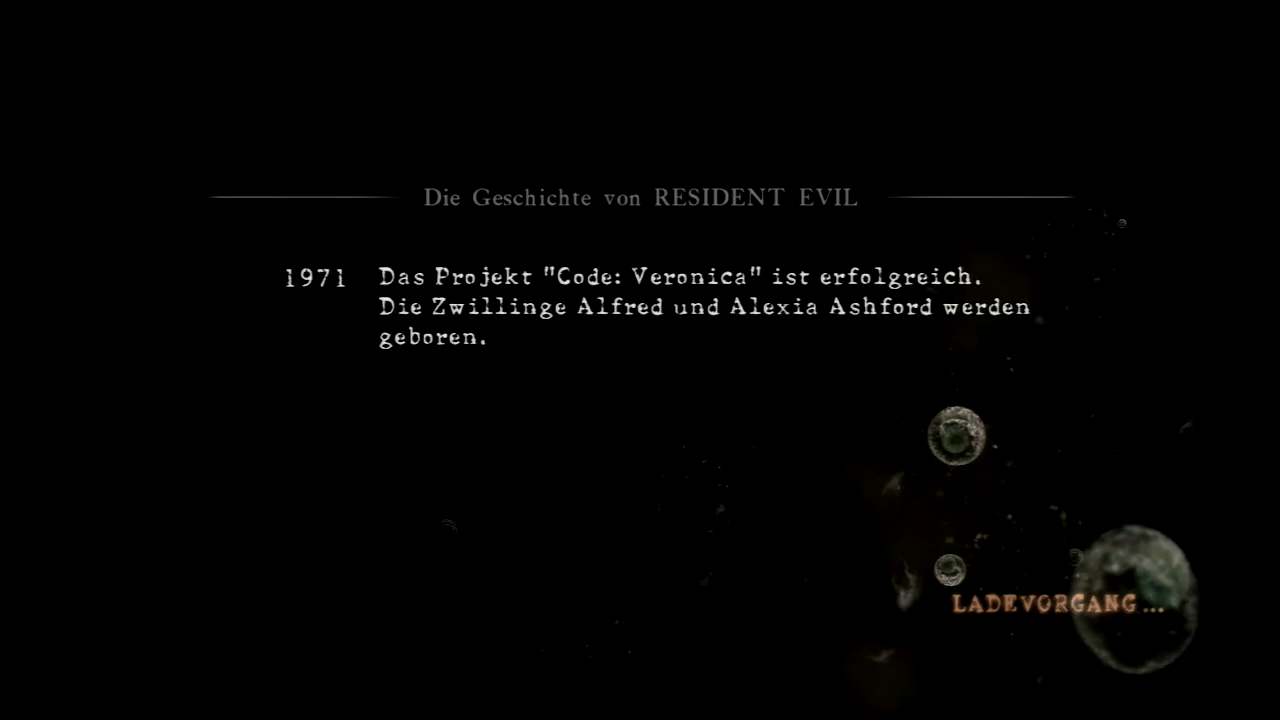 Die Geschichte von RESIDENT EVIL
1971 Das Projekt "Code: Veronica" ist erfolgreich.
Die Zwillinge Alfred und Alexia Ashford werden
geboren.
LADEVORGANG...